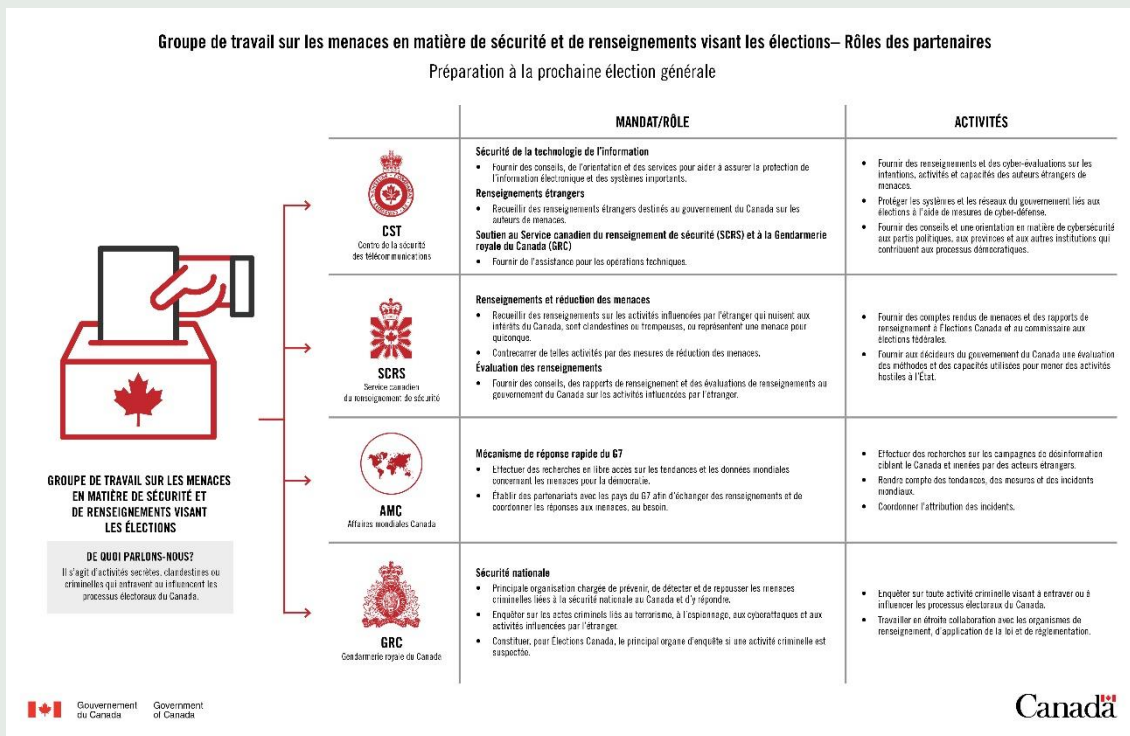 Groupe de travail sur les menaces en matière de sécurité et de renseignements visant les élections– Rôles des partenaires
Préparation à la prochaine élection générale
MANDAT/RÔLE
ACTIVITÉS
GROUPE DE TRAVAIL SUR LES MENACES
EN MATIÈRE DE SÉCURITÉ ET
DE RENSEIGNEMENTS VISANT
LES ÉLECTIONS
DE QUOI PARLONS-NOUS?
Il s'agit d'activités secrètes, clandestines ou
criminelles qui entravent ou influencent les
processus électoraux du Canada.
CST
Centre de la sécurité
des télécommunications
Sécurité de la technologie de l'information
• Fournir des conseils, de l'orientation et des services pour aider à assurer la protection de
l'information électronique et des systèmes importants.
Renseignements étrangers
• Recueillir des renseignements étrangers destinés au gouvernement du Canada sur les
auteurs de menaces.
Soutien au Service canadien du renseignement de sécurité (SCRS) et à la Gendarmerie
royale du Canada (GRC)
• Fournir de l'assistance pour les opérations techniques.
• Fournir des renseignements et des cyber-évaluations sur les
intentions, activités et capacités des auteurs étrangers de
menaces.
• Protéger les systèmes et les réseaux du gouvernement liés aux
élections à l'aide de mesures de cyber-défense.
• Fournir des conseils et une orientation en matière de cybersécurité
aux partis politiques, aux provinces et aux autres institutions qui
contribuent aux processus démocratiques.
SCRS
Service canadien
du renseignement de sécurité
Renseignements et réduction des menaces
• Recueillir des renseignements sur les activités influencées par l'étranger qui nuisent aux
intérêts du Canada, sont clandestines ou trompeuses, ou représentent une menace pour
quiconque.
• Contrecarrer de telles activités par des mesures de réduction des menaces.
Évaluation des renseignements
• Fournir des conseils, des rapports de renseignement et des évaluations de renseignements au
gouvernement du Canada sur les activités influencées par l'étranger.
• Fournir des comptes rendus de menaces et des rapports de
renseignement à Élections Canada et au commissaire aux
élections fédérales.
• Fournir aux décideurs du gouvernement du Canada une évaluation
des méthodes et des capacités utilisées pour mener des activités
hostiles à l'État.
AMC
Affaires mondiales Canada
Mécanisme de réponse rapide du G7
• Effectuer des recherches en libre accès sur les tendances et les données mondiales
concernant les menaces pour la démocratie.
• Établir des partenariats avec les pays du G7 afin d'échanger des renseignements et de
coordonner les réponses aux menaces, au besoin.
• Effectuer des recherches sur les campagnes de désinformation
ciblant le Canada et menées par des acteurs étrangers.
• Rendre compte des tendances, des mesures et des incidents
mondiaux.
• Coordonner l'attribution des incidents.
GRC
Gendarmerie royale du Canada
Sécurité nationale
• Principale organisation chargée de prévenir, de détecter et de repousser les menaces
criminelles liées à la sécurité nationale au Canada et d'y répondre.
• Enquêter sur les actes criminels liés au terrorisme, à l'espionnage, aux cyberattaques et aux
activités influencées par l'étranger.
• Constituer, pour Élections Canada, le principal organe d'enquête si une activité criminelle est
suspectée.
• Enquêter sur toute activité criminelle visant à entraver ou à
influencer les processus électoraux du Canada.
• Travailler en étroite collaboration avec les organismes de
renseignement, d'application de la loi et de réglementation.
Gouvernement
du Canada
Government
of Canada
Canada